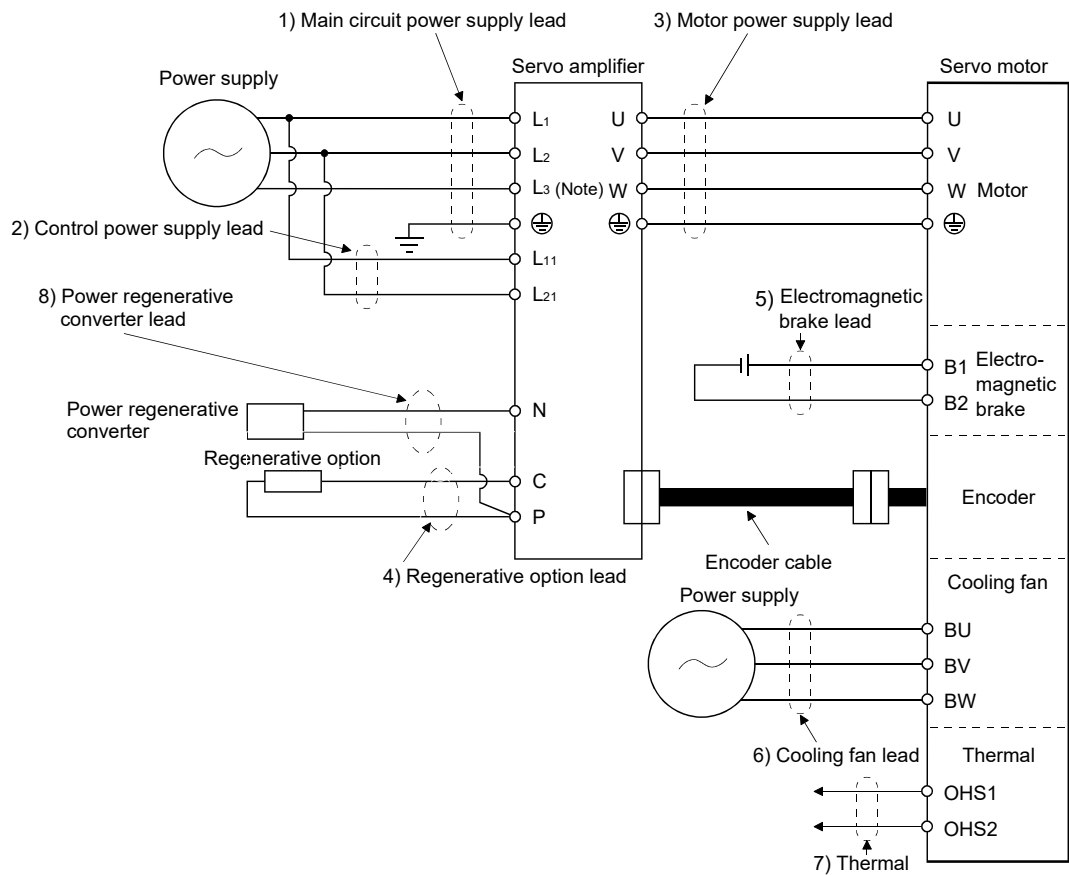 1) Main circuit power supply lead
3) Motor power supply lead
Power supply
Servo amplifier
Servo motor
L1
U
U
L2
V
V
L3 (Note)
W
W Motor
2) Control power supply lead
L11
L21
8) Power regenerative
converter lead
5) Electromagnetic
brake lead
B1
Electro-
magnetic
brake
B2
Power regenerative
converter
N
Regenerative option
C
P
Encoder
Encoder cable
4) Regenerative option lead
Cooling fan
Power supply
BU
BV
BW
6) Cooling fan lead
Thermal
OHS1
OHS2
7) Thermal